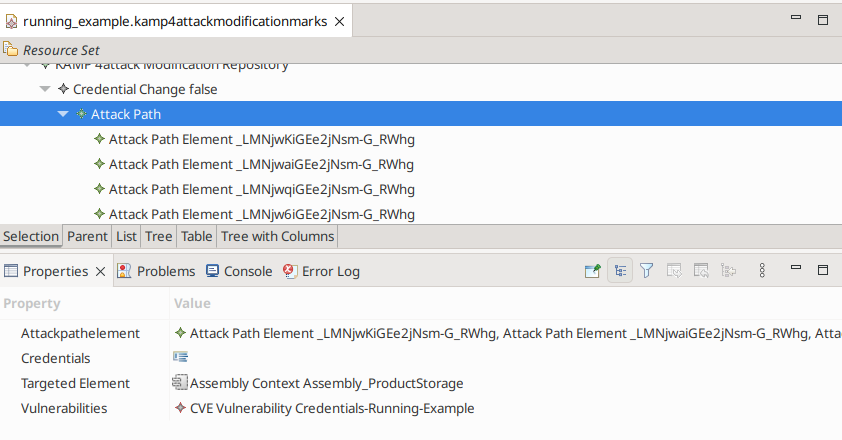 running_example.kamp4attackmodificationmarks
Resource Set
KAMP 4attack Modification Repository
Credential Change false
Attack Path
Attack Path Element _LMNjwKiGEe2jNsm-G_RWhg
Attack Path Element _LMNjwaiGEe2jNsm-G_RWhg
Attack Path Element _LMNjwqiGEe2jNsm-G_RWhg
Attack Path Element _LMNjw6iGEe2jNsm-G_RWhg
Selection Parent List Tree Table Tree with Columns
Properties Problems Console Error Log
Property Value
Attackpathelement Attack Path Element _LMNjwKiGEe2jNsm-G_RWhg, Attack Path Element _LMNjwaiGEe2jNsm-G_RWhg, Atta
Credentials
Targeted Element Assembly Context Assembly_ProductStorage
Vulnerabilities CVE Vulnerability Credentials-Running-Example